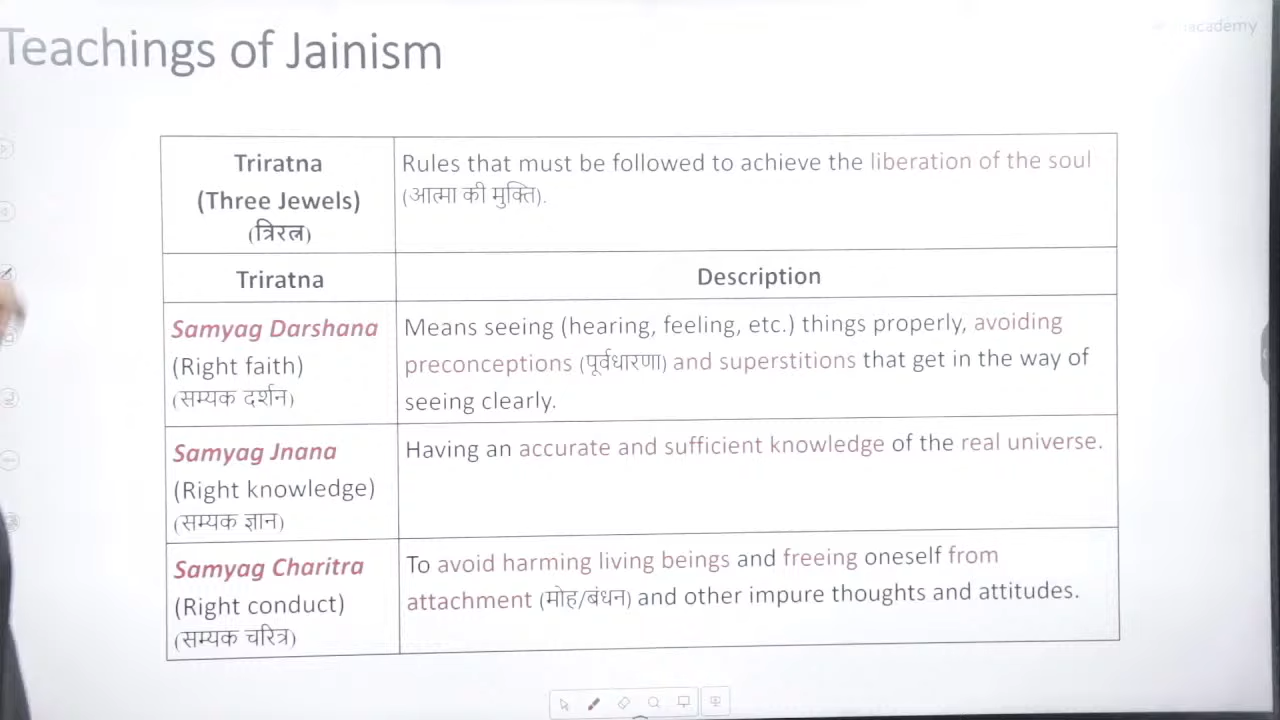 Teachings of Jainism
academy
Triratna
(Three Jewels)
(त्रिरत्न)
Rules that must be followed to achieve the liberation of the soul
(आत्मा की मुक्ति).
Triratna
Description
Samyag Darshana
(Right faith)
(सम्यक दर्शन)
Means seeing (hearing, feeling, etc.) things properly, avoiding
preconceptions (पूर्वधारणा) and superstitions that get in the way of
seeing clearly.
Samyag Jnana
(Right knowledge)
(सम्यक ज्ञान)
Having an accurate and sufficient knowledge of the real universe.
Samyag Charitra
(Right conduct)
(सम्यक चरित्र)
To avoid harming living beings and freeing oneself from
attachment (मोह/बंधन) and other impure thoughts and attitudes.